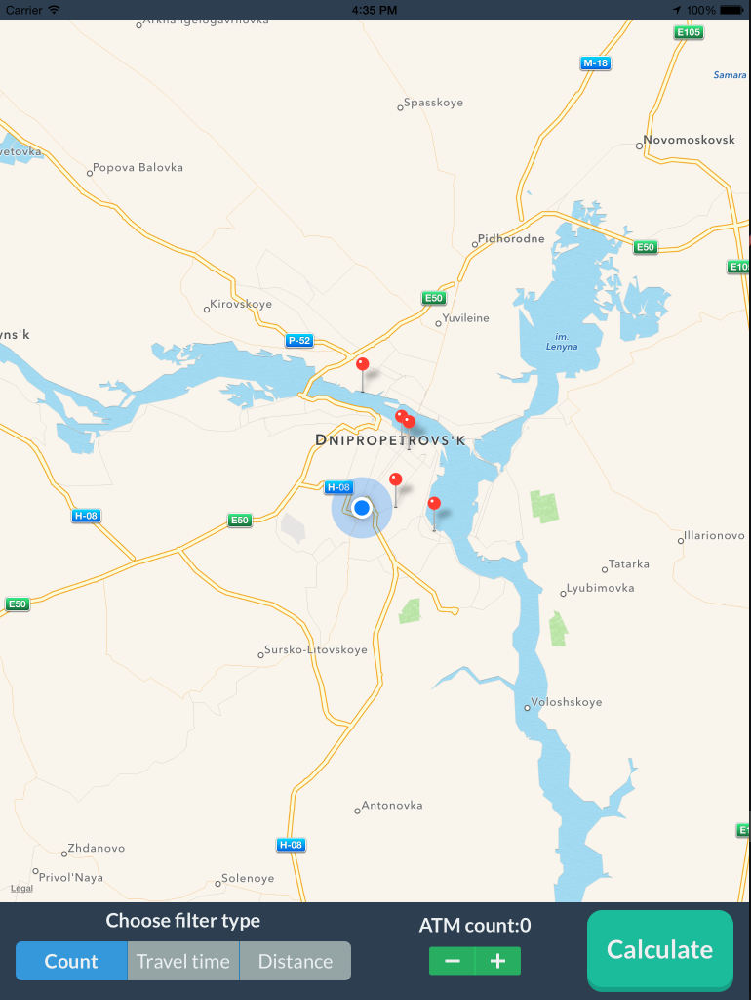 Carrier 4:35 PM 100%
Arkhangelogavrilovka
E105
M-18
Samara
Spasskoye
Novomoskovsk
vetovka
Popova Balovka
Pidhorodne
E50
E10
Kirovskoye
E50
Yuvileine
yns'k
P-52
im.
Lenyna
DNIPROPETROVS'K
H-08
H-08
E50
Illarionovo
Tatarka
Lyubimovka
E50
Sursko-Litovskoye
Voloshskoye
Antonovka
E1
H-08
Zhdanovo
Privol'Naya
Solenoye
Legal
Choose filter type
ATM count:0
Count Travel time Distance
− +
Calculate